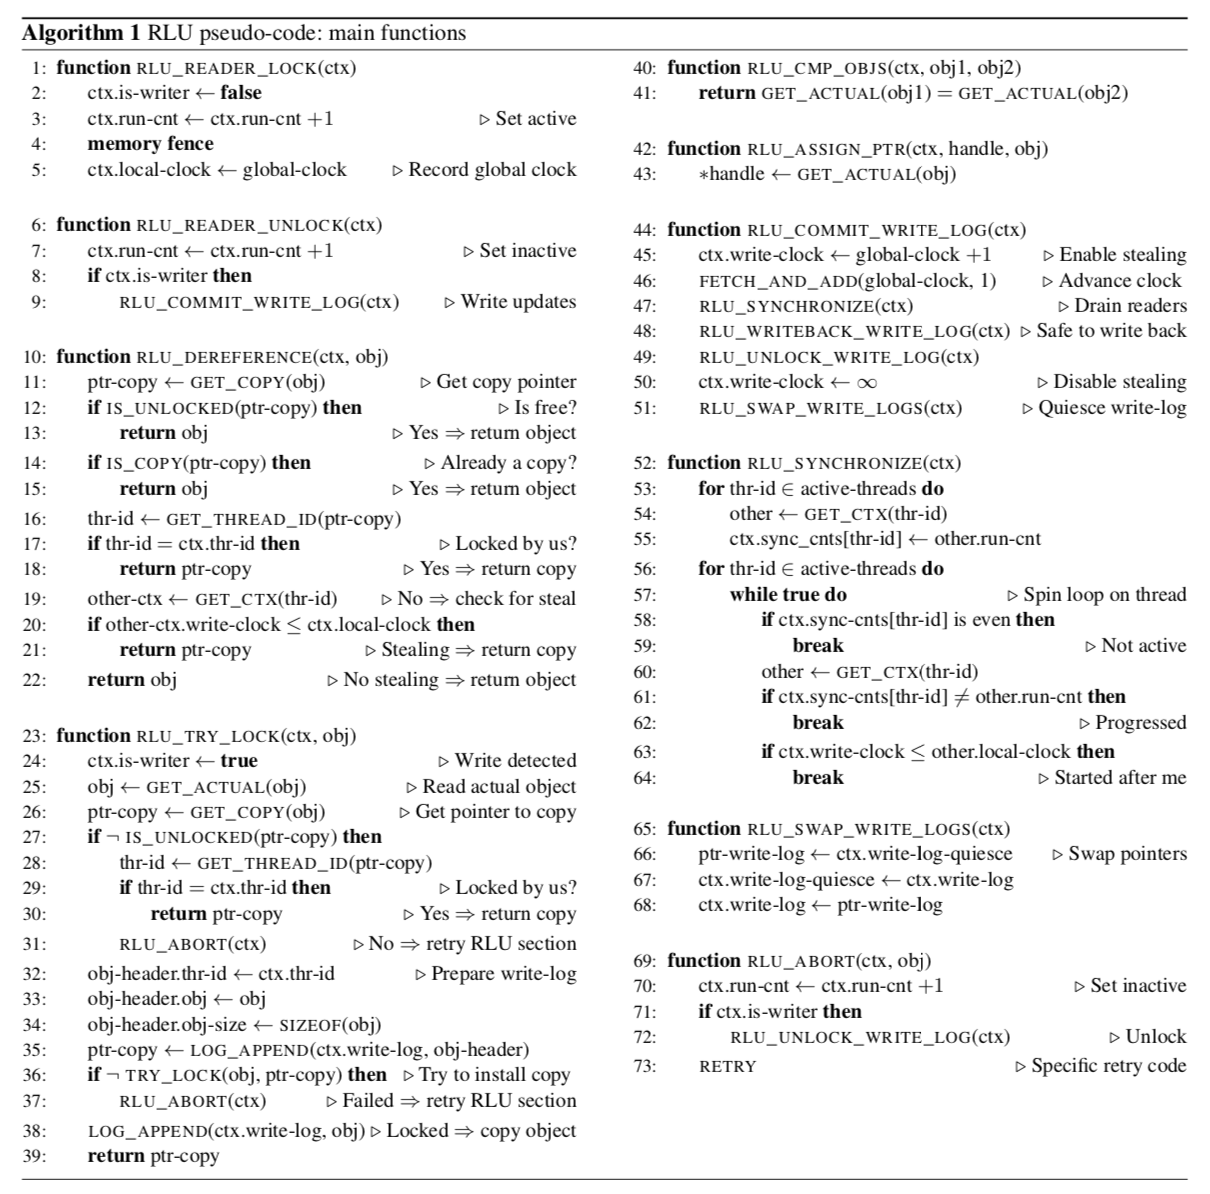 Algorithm 1 RLU pseudo-code: main functions
1: function RLU_READER_LOCK(ctx)
2: ctx.is-writer ← false
3: ctx.run-cnt ← ctx.run-cnt +1 ▷ Set active
4: memory fence
5: ctx.local-clock ← global-clock ▷ Record global clock
6: function RLU_READER_UNLOCK(ctx)
7: ctx.run-cnt ← ctx.run-cnt +1 ▷ Set inactive
8: if ctx.is-writer then
9: RLU_COMMIT_WRITE_LOG(ctx) ▷ Write updates
10: function RLU_DEREFERENCE(ctx, obj)
11: ptr-copy ← GET_COPY(obj) ▷ Get copy pointer
12: if IS_UNLOCKED(ptr-copy) then ▷ Is free?
13: return obj ▷ Yes ⇒ return object
14: if IS_COPY(ptr-copy) then ▷ Already a copy?
15: return obj ▷ Yes ⇒ return object
16: thr-id ← GET_THREAD_ID(ptr-copy)
17: if thr-id = ctx.thr-id then ▷ Locked by us?
18: return ptr-copy ▷ Yes ⇒ return copy
19: other-ctx ← GET_CTX(thr-id) ▷ No ⇒ check for steal
20: if other-ctx.write-clock ≤ ctx.local-clock then
21: return ptr-copy ▷ Stealing ⇒ return copy
22: return obj ▷ No stealing ⇒ return object
23: function RLU_TRY_LOCK(ctx, obj)
24: ctx.is-writer ← true ▷ Write detected
25: obj ← GET_ACTUAL(obj) ▷ Read actual object
26: ptr-copy ← GET_COPY(obj) ▷ Get pointer to copy
27: if ¬ IS_UNLOCKED(ptr-copy) then
28: thr-id ← GET_THREAD_ID(ptr-copy)
29: if thr-id = ctx.thr-id then ▷ Locked by us?
30: return ptr-copy ▷ Yes ⇒ return copy
31: RLU_ABORT(ctx) ▷ No ⇒ retry RLU section
32: obj-header.thr-id ← ctx.thr-id ▷ Prepare write-log
33: obj-header.obj ← obj
34: obj-header.obj-size ← SIZEOF(obj)
35: ptr-copy ← LOG_APPEND(ctx.write-log, obj-header)
36: if ¬ TRY_LOCK(obj, ptr-copy) then ▷ Try to install copy
37: RLU_ABORT(ctx) ▷ Failed ⇒ retry RLU section
38: LOG_APPEND(ctx.write-log, obj) ▷ Locked ⇒ copy object
39: return ptr-copy
40: function RLU_CMP_OBJS(ctx, obj1, obj2)
41: return GET_ACTUAL(obj1) = GET_ACTUAL(obj2)
42: function RLU_ASSIGN_PTR(ctx, handle, obj)
43: ∗handle ← GET_ACTUAL(obj)
44: function RLU_COMMIT_WRITE_LOG(ctx)
45: ctx.write-clock ← global-clock +1 ▷ Enable stealing
46: FETCH_AND_ADD(global-clock, 1) ▷ Advance clock
47: RLU_SYNCHRONIZE(ctx) ▷ Drain readers
48: RLU_WRITEBACK_WRITE_LOG(ctx) ▷ Safe to write back
49: RLU_UNLOCK_WRITE_LOG(ctx)
50: ctx.write-clock ← ∞ ▷ Disable stealing
51: RLU_SWAP_WRITE_LOGS(ctx) ▷ Quiesce write-log
52: function RLU_SYNCHRONIZE(ctx)
53: for thr-id ∈ active-threads do
54: other ← GET_CTX(thr-id)
55: ctx.sync_cnts[thr-id] ← other.run-cnt
56: for thr-id ∈ active-threads do
57: while true do ▷ Spin loop on thread
58: if ctx.sync-cnts[thr-id] is even then
59: break ▷ Not active
60: other ← GET_CTX(thr-id)
61: if ctx.sync-cnts[thr-id] ≠ other.run-cnt then
62: break ▷ Progressed
63: if ctx.write-clock ≤ other.local-clock then
64: break ▷ Started after me
65: function RLU_SWAP_WRITE_LOGS(ctx)
66: ptr-write-log ← ctx.write-log-quiesce ▷ Swap pointers
67: ctx.write-log-quiesce ← ctx.write-log
68: ctx.write-log ← ptr-write-log
69: function RLU_ABORT(ctx, obj)
70: ctx.run-cnt ← ctx.run-cnt +1 ▷ Set inactive
71: if ctx.is-writer then
72: RLU_UNLOCK_WRITE_LOG(ctx) ▷ Unlock
73: RETRY ▷ Specific retry code